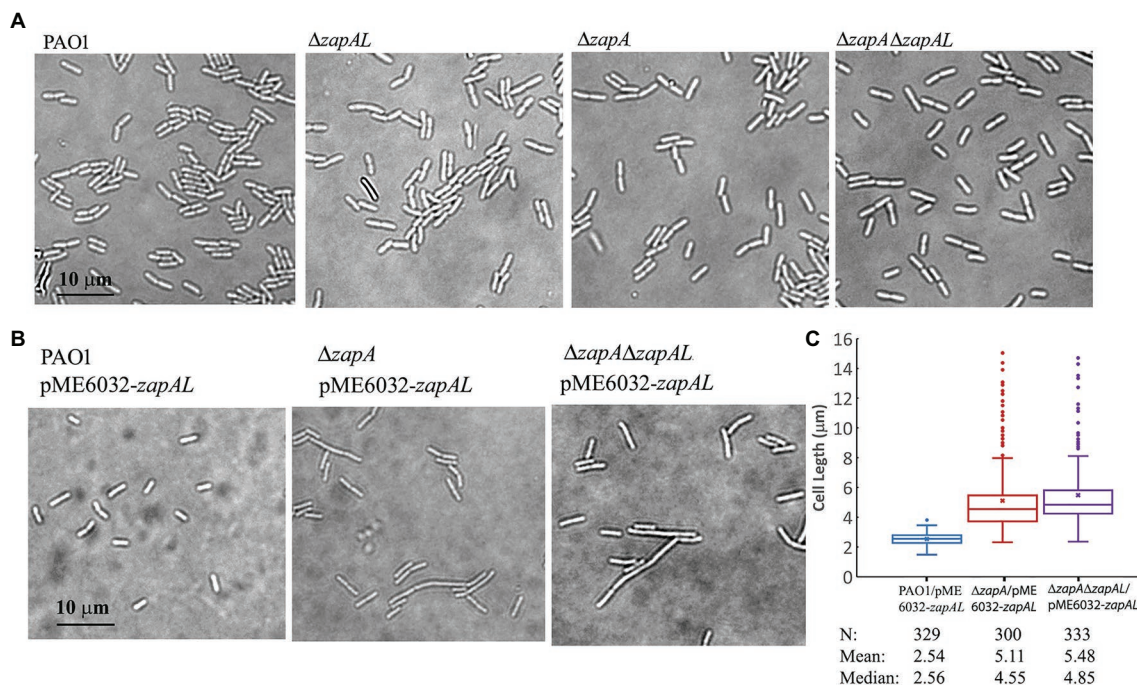 A
PAO1
ΔzapAL
ΔzapA
ΔzapAΔzapAL
10 μm
B
PAO1
pME6032-zapAL
ΔzapA
pME6032-zapAL
ΔzapAΔzapAL
pME6032-zapAL
10 μm
C
Cell Legth (μm)
16
14
12
10
8
6
4
2
0
PAO1/pME
6032-zapAL
ΔzapA/pME
6032-zapAL
ΔzapAΔzapAL/
pME6032-zapAL
N: 329 300 333
Mean: 2.54 5.11 5.48
Median: 2.56 4.55 4.85